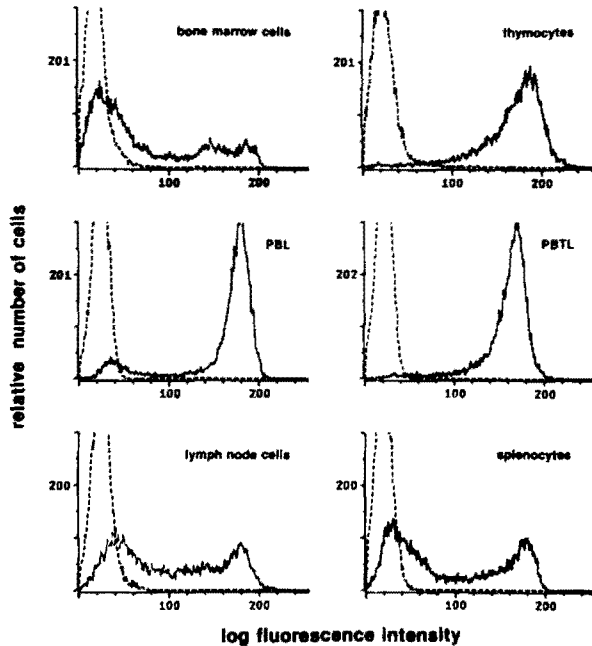 bone marrow cells
201
100
200
thymocytes
201
100
200
PBL
201
100
200
PBTL
202
100
200
lymph node cells
200
100
200
splenocytes
200
100
200
relative number of cells
log fluorescence intensity